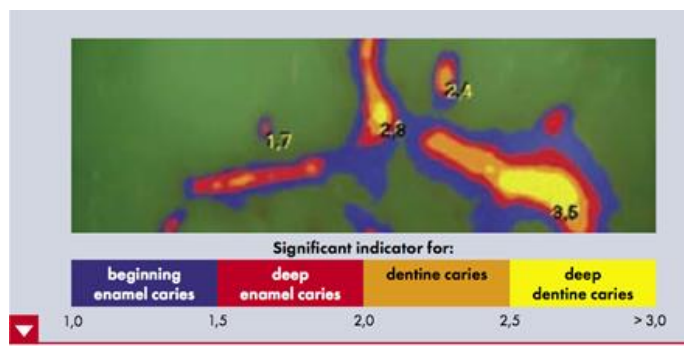 2,4
2,8
1,7
3,5
Significant indicator for:
beginning enamel caries
deep enamel caries
dentine caries
deep dentine caries
1,0 1,5 2,0 2,5 > 3,0